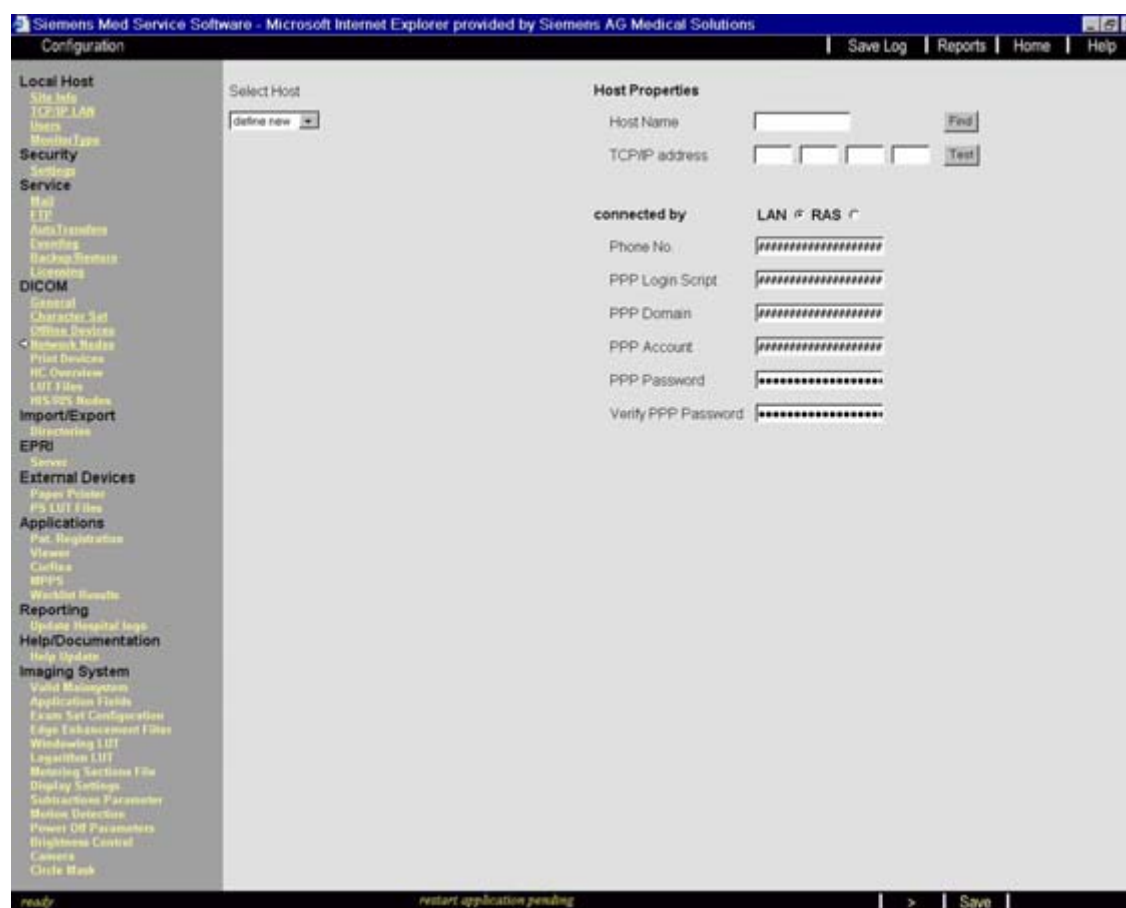 Siemens Med Service Software - Microsoft Internet Explorer provided by Siemens AG Medical Solutions
Configuration
Save Log
Reports
Home
Help
Local Host
Site Info
TCP/IP LAN
Users
MonitorType
Security
Settings
Service
Mail
FTP
AutoTransfers
Eventlog
Backup/Restore
Licensing
DICOM
General
Character Set
Offline Devices
Network Nodes
Print Devices
HC Overview
LUT Files
HIS/RIS Nodes
Import/Export
Directories
EPRI
Server
External Devices
Paper Printer
PS LUT Files
Applications
Pat. Registration
Viewer
CarRea
MPPS
Worklist Results
Reporting
Update Hospital logo
Help/Documentation
Help Update
Imaging System
Valid Mainsystem
Application Fields
Exam Set Configuration
Edge Enhancement Filter
Windowing LUT
Logarithm LUT
Metering Sections File
Display Settings
Subtractions Parameter
Motion Detection
Power Off Parameters
Brightness Control
Camera
Circle Mask
Select Host
define new
Host Properties
Host Name
Find
TCP/IP address
Test
connected by LAN RAS
Phone No. ###################
PPP Login Script ###################
PPP Domain ###################
PPP Account ###################
PPP Password
Verify PPP Password
ready
restart application pending
> Save